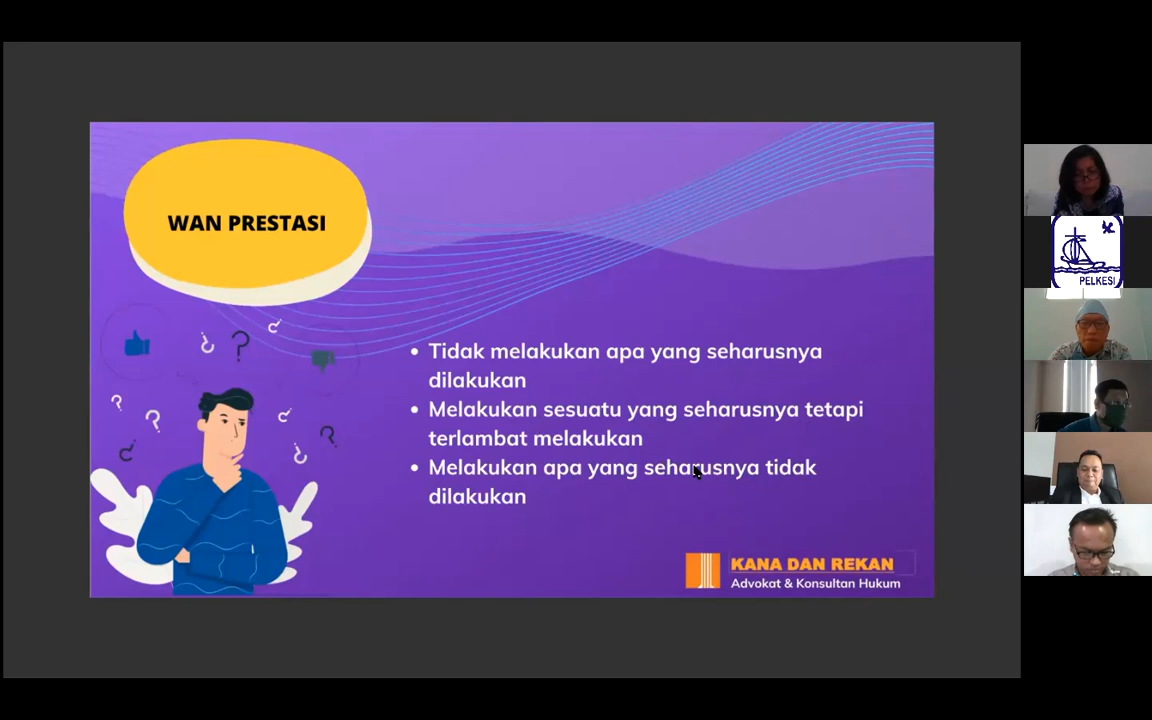 WAN PRESTASI
• Tidak melakukan apa yang seharusnya
dilakukan
• Melakukan sesuatu yang seharusnya tetapi
terlambat melakukan
• Melakukan apa yang seharusnya tidak
dilakukan
KANA DAN REKAN
Advokat & Konsultan Hukum
PELKESI